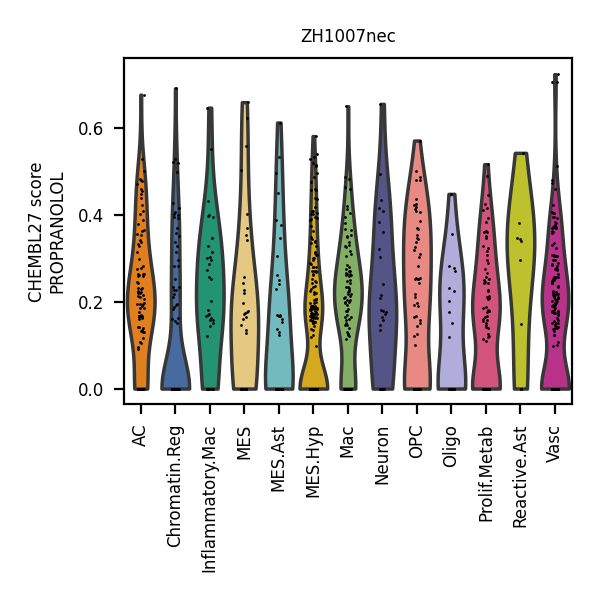 ZH1007nec
CHEMBL27 score
PROPRANOLOL
0.6
0.4
0.2
0.0
AC
Chromatin.Reg
Inflammatory.Mac
MES
MES.Ast
MES.Hyp
Mac
Neuron
OPC
Oligo
Prolif.Metab
Reactive.Ast
Vasc